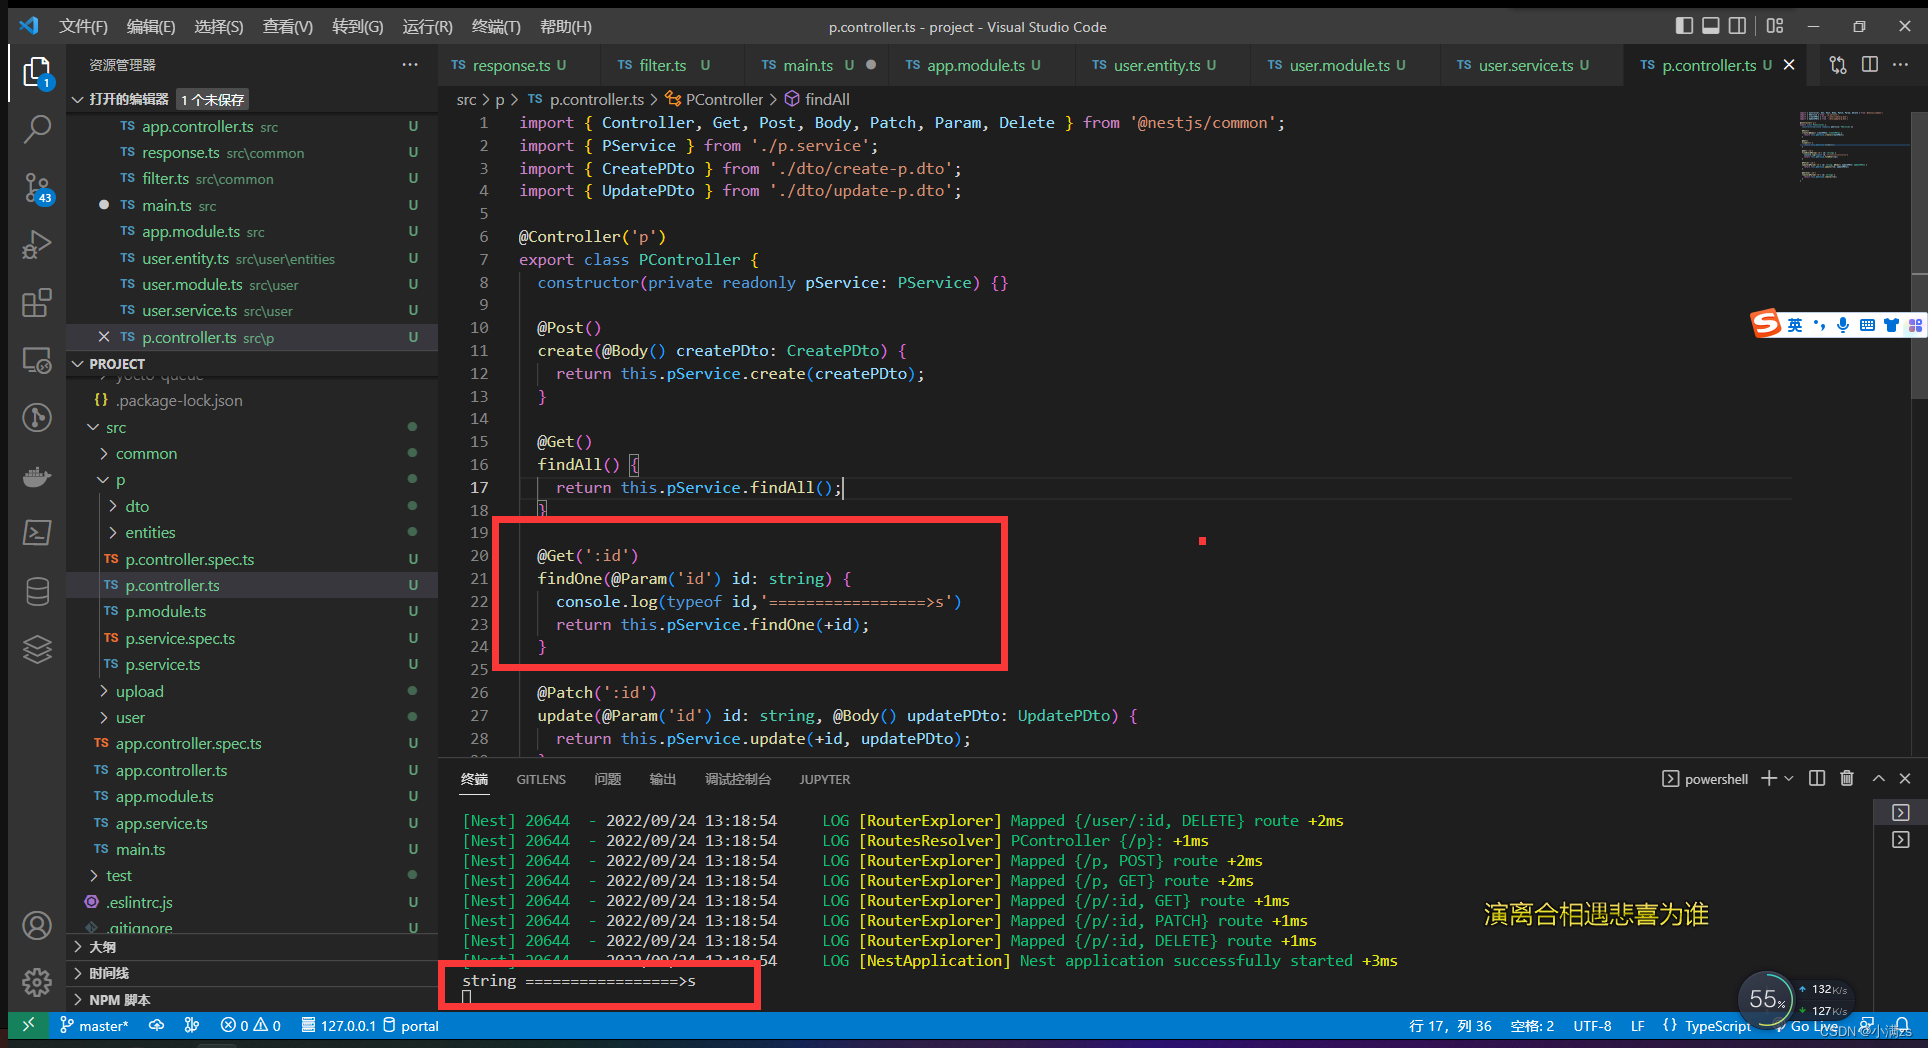 文件(F) 编辑(E) 选择(S) 查看(V) 转到(G) 运行(R) 终端(T) 帮助(H) p.controller.ts - project - Visual Studio Code
资源管理器 ···
打开的编辑器 1 个未保存
TS app.controller.ts src U
TS response.ts src\common U
TS filter.ts src\common U
TS main.ts src U
TS app.module.ts src U
TS user.entity.ts src\user\entities U
TS user.module.ts src\user U
TS user.service.ts src\user U
TS p.controller.ts src\p U
PROJECT
yocto-queue
{} .package-lock.json
src
common
p
dto
entities
TS p.controller.spec.ts U
TS p.controller.ts U
TS p.module.ts U
TS p.service.spec.ts U
TS p.service.ts U
upload
user
TS app.controller.spec.ts U
TS app.controller.ts U
TS app.module.ts U
TS app.service.ts U
TS main.ts U
test
.eslintrc.js U
.gitignore U
大纲
时间线
NPM 脚本
1
43
TS response.ts U TS filter.ts U TS main.ts U TS app.module.ts U TS user.entity.ts U TS user.module.ts U TS user.service.ts U TS p.controller.ts U
src > p > TS p.controller.ts > PController > findAll
1 import { Controller, Get, Post, Body, Patch, Param, Delete } from '@nestjs/common';
2 import { PService } from './p.service';
3 import { CreatePDto } from './dto/create-p.dto';
4 import { UpdatePDto } from './dto/update-p.dto';
5
6 @Controller('p')
7 export class PController {
8 constructor(private readonly pService: PService) {}
9
10 @Post()
11 create(@Body() createPDto: CreatePDto) {
12 return this.pService.create(createPDto);
13 }
14
15 @Get()
16 findAll() {
17 return this.pService.findAll();
18 }
19
20 @Get(':id')
21 findOne(@Param('id') id: string) {
22 console.log(typeof id,'=================>s')
23 return this.pService.findOne(+id);
24 }
25
26 @Patch(':id')
27 update(@Param('id') id: string, @Body() updatePDto: UpdatePDto) {
28 return this.pService.update(+id, updatePDto);
英
终端 GITLENS 问题 输出 调试控制台 JUPYTER powershell
[Nest] 20644 - 2022/09/24 13:18:54 LOG [RouterExplorer] Mapped {/user/:id, DELETE} route +2ms
[Nest] 20644 - 2022/09/24 13:18:54 LOG [RoutesResolver] PController {/p}: +1ms
[Nest] 20644 - 2022/09/24 13:18:54 LOG [RouterExplorer] Mapped {/p, POST} route +2ms
[Nest] 20644 - 2022/09/24 13:18:54 LOG [RouterExplorer] Mapped {/p, GET} route +2ms
[Nest] 20644 - 2022/09/24 13:18:54 LOG [RouterExplorer] Mapped {/p/:id, GET} route +1ms
[Nest] 20644 - 2022/09/24 13:18:54 LOG [RouterExplorer] Mapped {/p/:id, PATCH} route +1ms
[Nest] 20644 - 2022/09/24 13:18:54 LOG [RouterExplorer] Mapped {/p/:id, DELETE} route +1ms
[Nest] 20644 - 2022/09/24 13:18:54 LOG [NestApplication] Nest application successfully started +3ms
string =================>s
演离合相遇悲喜为谁
55% 132K/s
127K/s
master* 0 0 127.0.0.1 portal 行 17，列 36 空格: 2 UTF-8 LF {} TypeScript Go Live
CSDN @小满zs